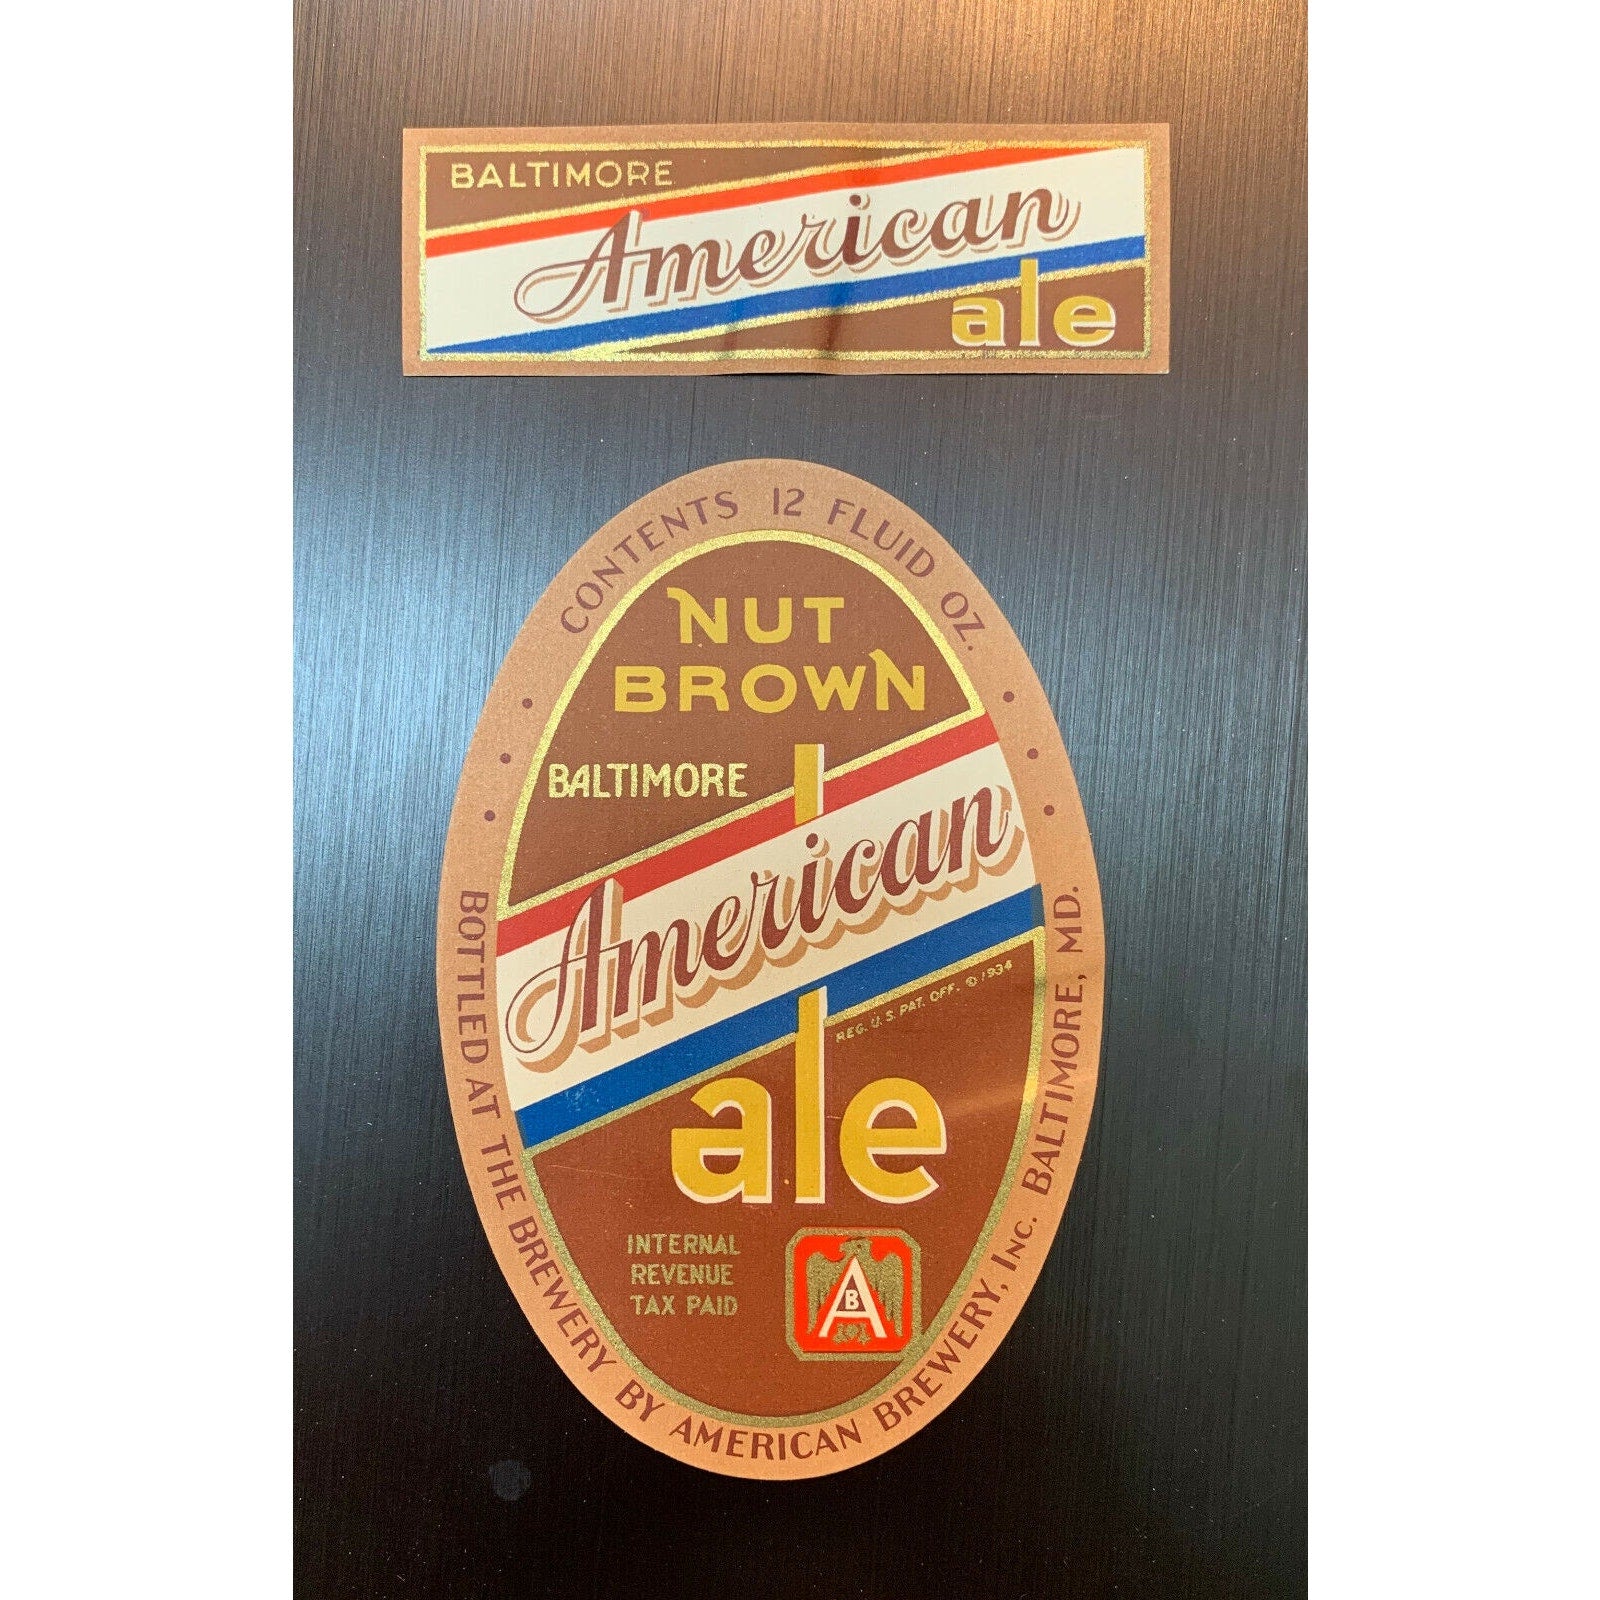 BALTIMORE
American
ale
CONTENTS 12 FLUID OZ.
NUT
BROWN
BALTIMORE
American
REG. U.S. PAT. OFF. © 1934
ale
INTERNAL
REVENUE
TAX PAID
A
B
BOTTLED AT THE BREWERY BY AMERICAN BREWERY, INC. BALTIMORE, MD.